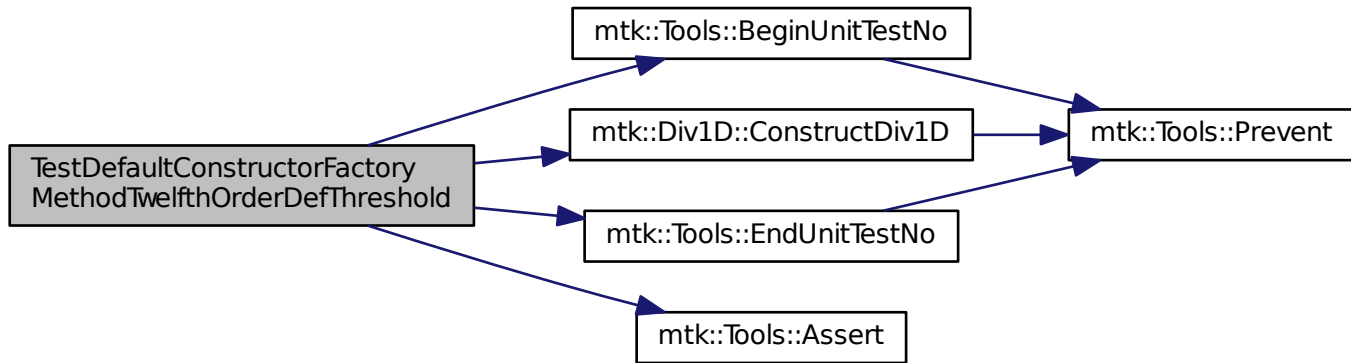 mtk::Tools::BeginUnitTestNo
mtk::Div1D::ConstructDiv1D
mtk::Tools::Prevent
TestDefaultConstructorFactory
MethodTwelfthOrderDefThreshold
mtk::Tools::EndUnitTestNo
mtk::Tools::Assert